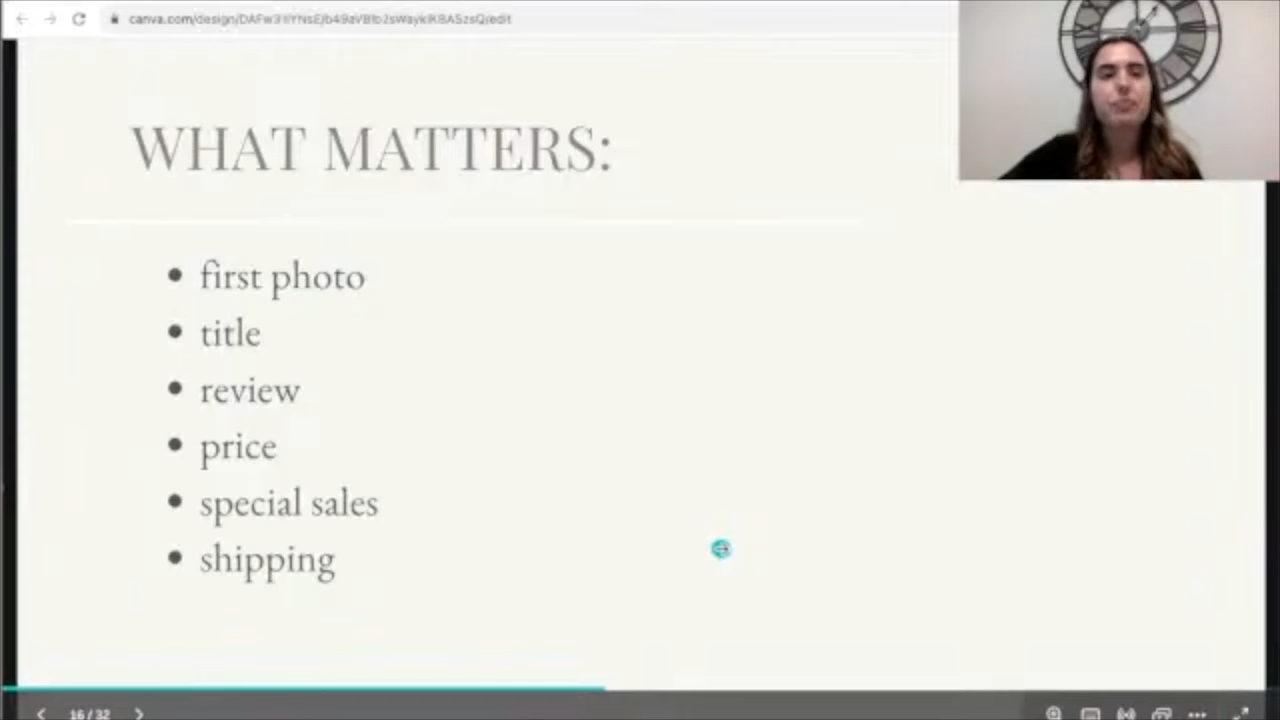 WHAT MATTERS:
first photo
title
review
price
special sales
shipping
16 / 32